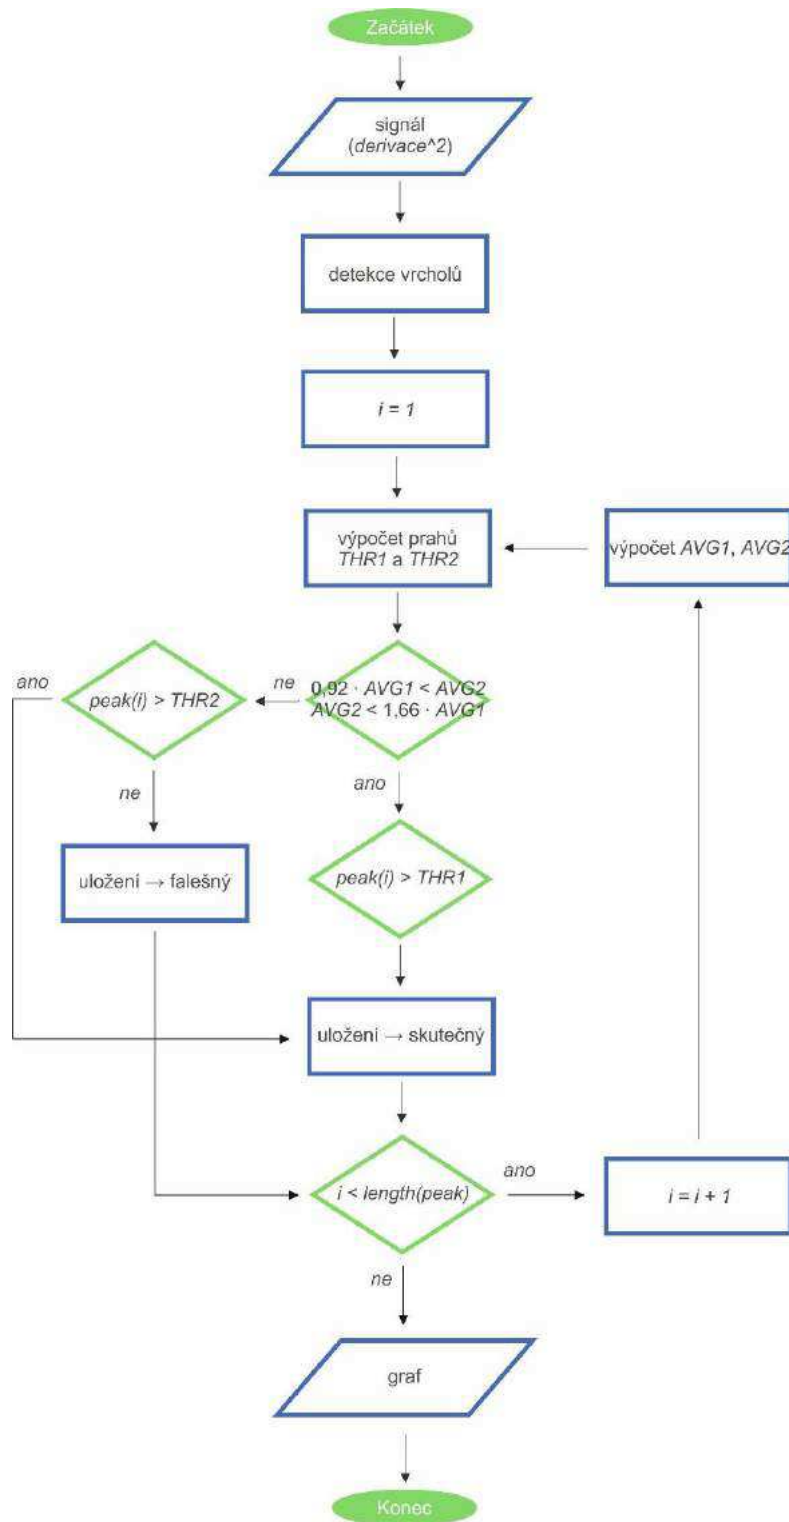 Začátek
signál
(derivace^2)
detekce vrcholů
i = 1
výpočet prahů
THR1 a THR2
výpočet AVG1, AVG2
ano
peak(i) > THR2
ne
0,92 · AVG1 < AVG2
AVG2 < 1,66 · AVG1
ne
ano
uložení → falešný
peak(i) > THR1
uložení → skutečný
i < length(peak)
ano
i = i + 1
ne
graf
Konec